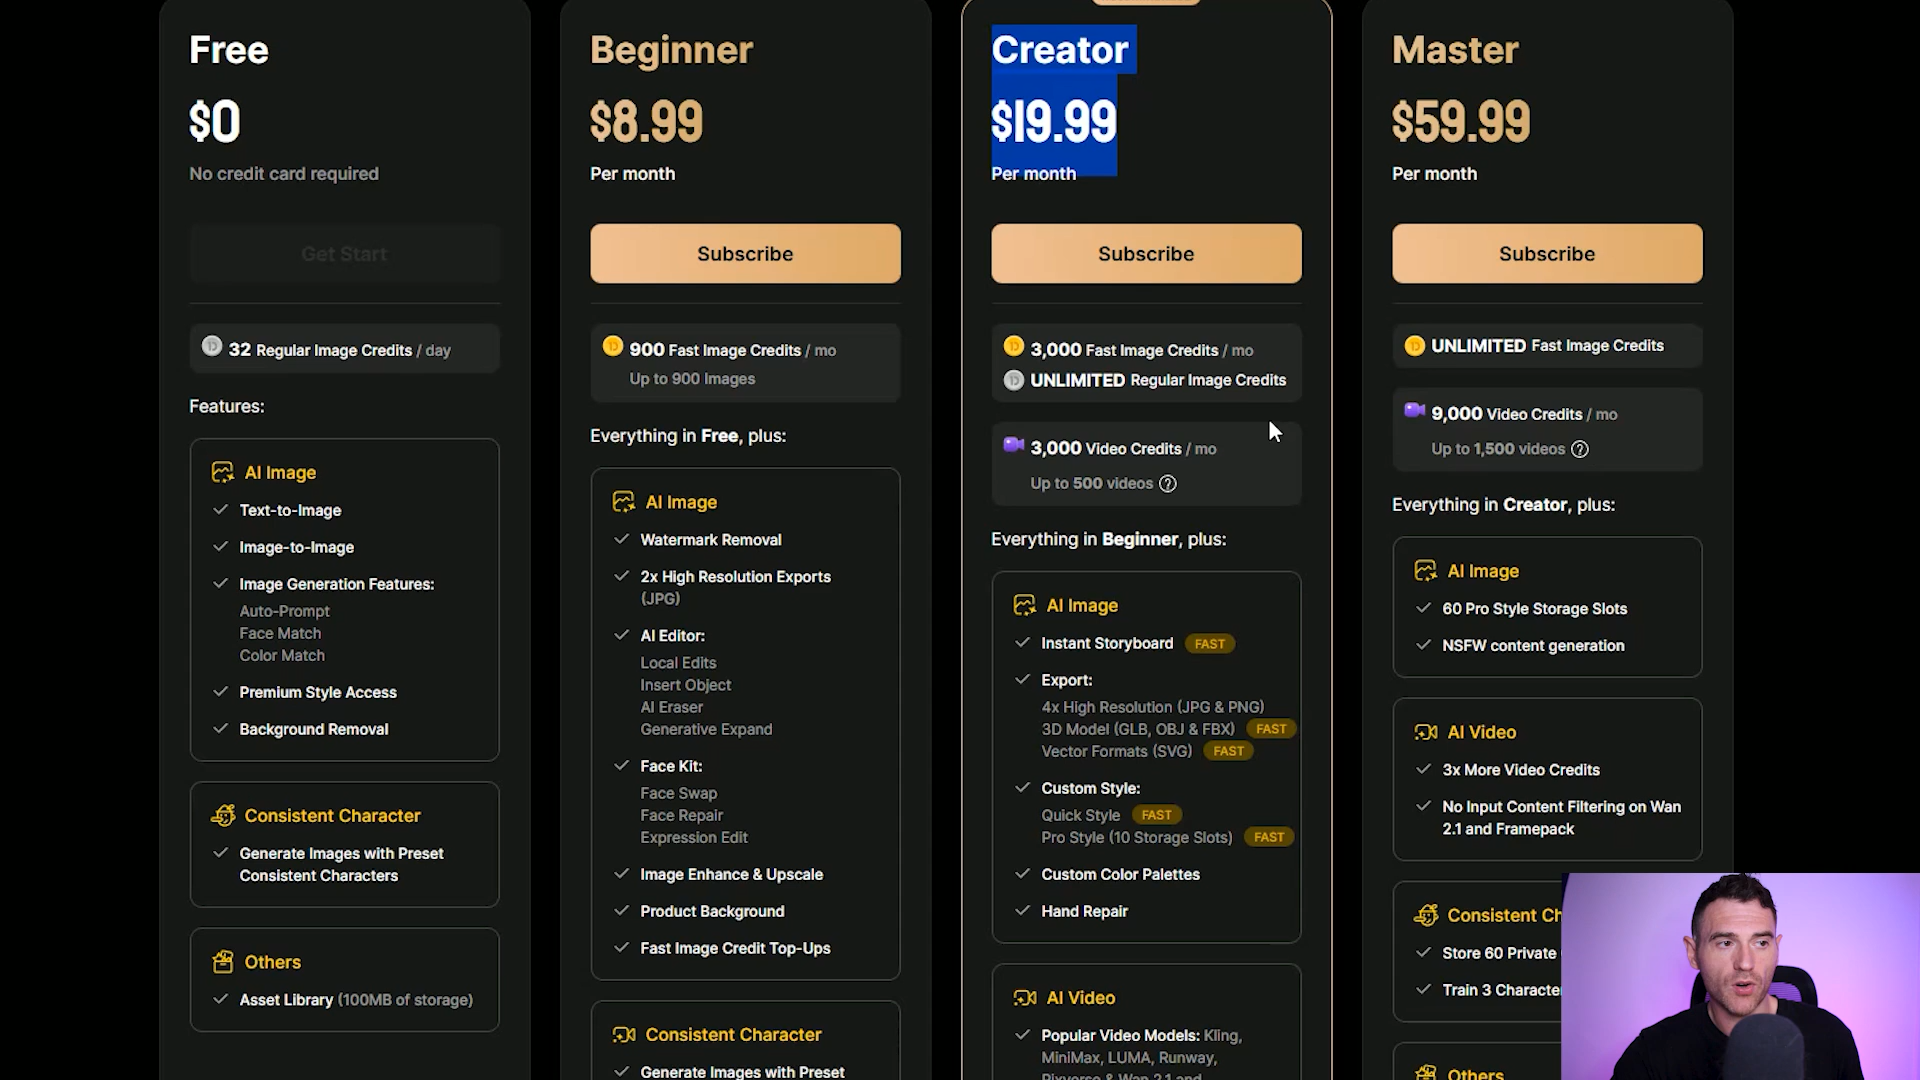 Free
$0
No credit card required
Get Start
32 Regular Image Credits / day
Features:
AI Image
Text-to-Image
Image-to-Image
Image Generation Features:
Auto-Prompt
Face Match
Color Match
Premium Style Access
Background Removal
Consistent Character
Generate Images with Preset
Consistent Characters
Others
Asset Library (100MB of storage)
Beginner
$8.99
Per month
Subscribe
900 Fast Image Credits / mo
Up to 900 Images
Everything in Free, plus:
AI Image
Watermark Removal
2x High Resolution Exports
(JPG)
AI Editor:
Local Edits
Insert Object
AI Eraser
Generative Expand
Face Kit:
Face Swap
Face Repair
Expression Edit
Image Enhance & Upscale
Product Background
Fast Image Credit Top-Ups
Consistent Character
Generate Images with Preset
Creator
$19.99
Per month
Subscribe
3,000 Fast Image Credits / mo
UNLIMITED Regular Image Credits
3,000 Video Credits / mo
Up to 500 videos ?
Everything in Beginner, plus:
AI Image
Instant Storyboard FAST
Export:
4x High Resolution (JPG & PNG)
3D Model (GLB, OBJ & FBX) FAST
Vector Formats (SVG) FAST
Custom Style:
Quick Style FAST
Pro Style (10 Storage Slots) FAST
Custom Color Palettes
Hand Repair
AI Video
Popular Video Models: Kling,
MiniMax, LUMA, Runway,
Pixverse & Wan 2.1 and
Master
$59.99
Per month
Subscribe
UNLIMITED Fast Image Credits
9,000 Video Credits / mo
Up to 1,500 videos ?
Everything in Creator, plus:
AI Image
60 Pro Style Storage Slots
NSFW content generation
AI Video
3x More Video Credits
No Input Content Filtering on Wan
2.1 and Framepack
Consistent Ch
Store 60 Private
Train 3 Characte
Others